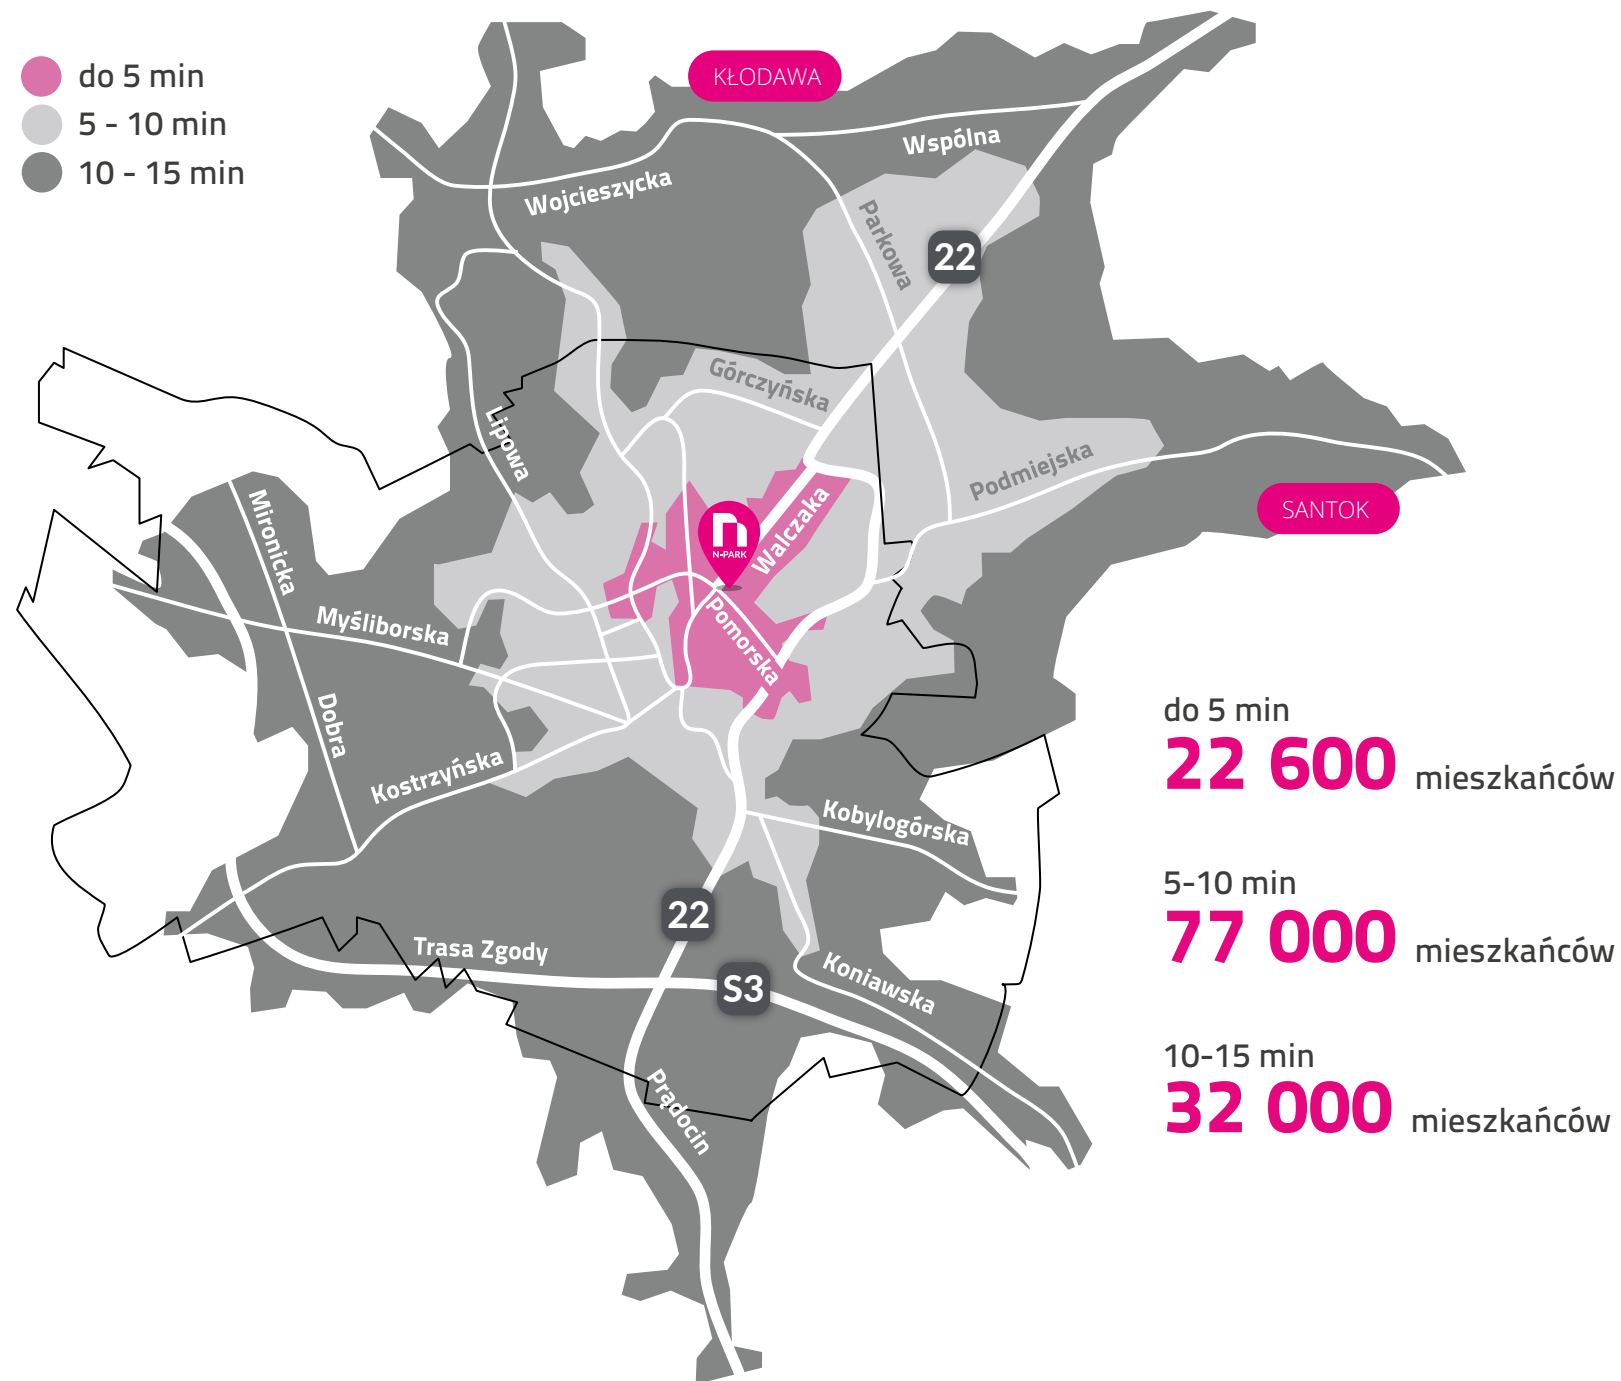 do 5 min
5 - 10 min
10 - 15 min
KŁODAWA
Wspólna
Wojcieszycka
Parkowa
22
Górczyńska
Lipowa
Podmiejska
Mironicka
Walczaka
SANTOK
N-PARK
Myśliborska
Pomorska
Dobra
Kostrzyńska
Kobylogórska
22
Trasa Zgody
S3
Koniawska
Prądocin
do 5 min
22 600 mieszkańców
5-10 min
77 000 mieszkańców
10-15 min
32 000 mieszkańców